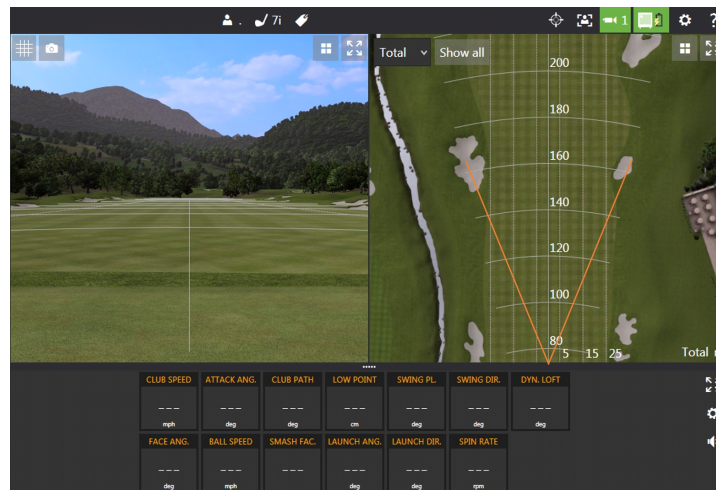 . 7i 1 ?
Total Show all
200
180
160
140
120
100
80
5 15 25
Total
CLUB SPEED ATTACK ANG. CLUB PATH LOW POINT SWING PL. SWING DIR. DYN. LOFT
--- --- --- --- --- --- ---
mph deg deg cm deg deg deg
FACE ANG. BALL SPEED SMASH FAC. LAUNCH ANG. LAUNCH DIR. SPIN RATE
--- --- --- --- --- ---
deg mph deg deg rpm